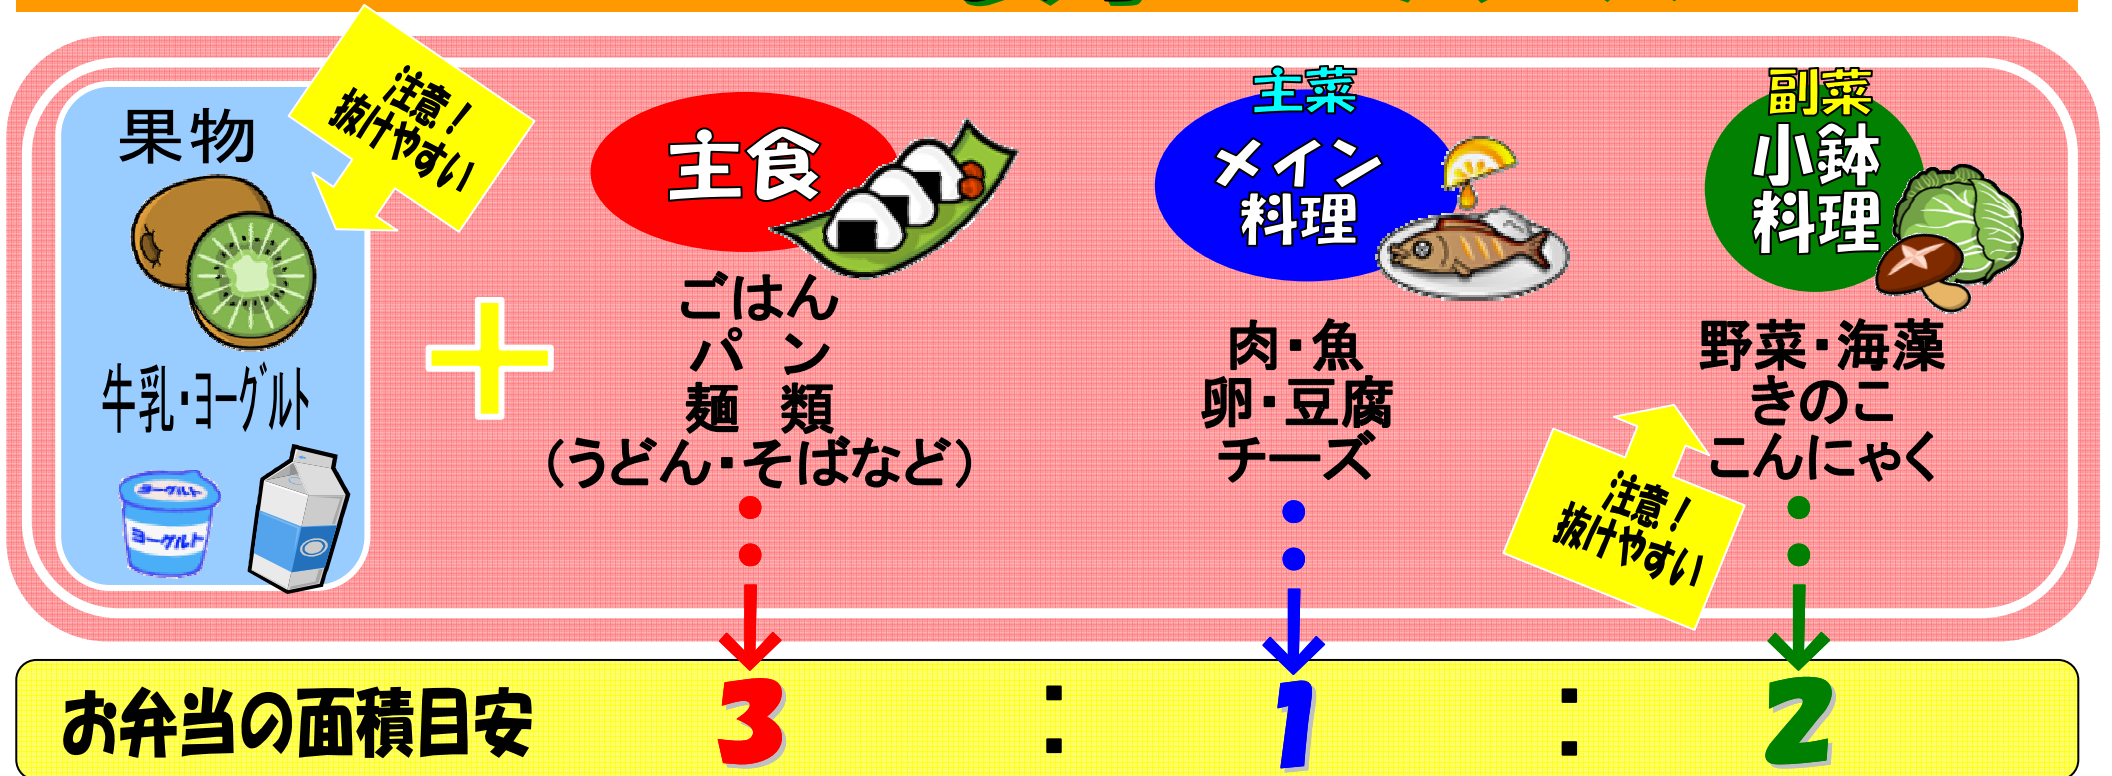 果物
注意！
抜けやすい
牛乳・ヨーグルト
ヨーグルト
ヨーグルト
主食
ごはん
パ　ン
麺　類
（うどん・そばなど）
主菜
メイン
料理
肉・魚
卵・豆腐
チーズ
副菜
小鉢
料理
野菜・海藻
きのこ
こんにゃく
注意！
抜けやすい
お弁当の面積目安 3 : 1 : 2